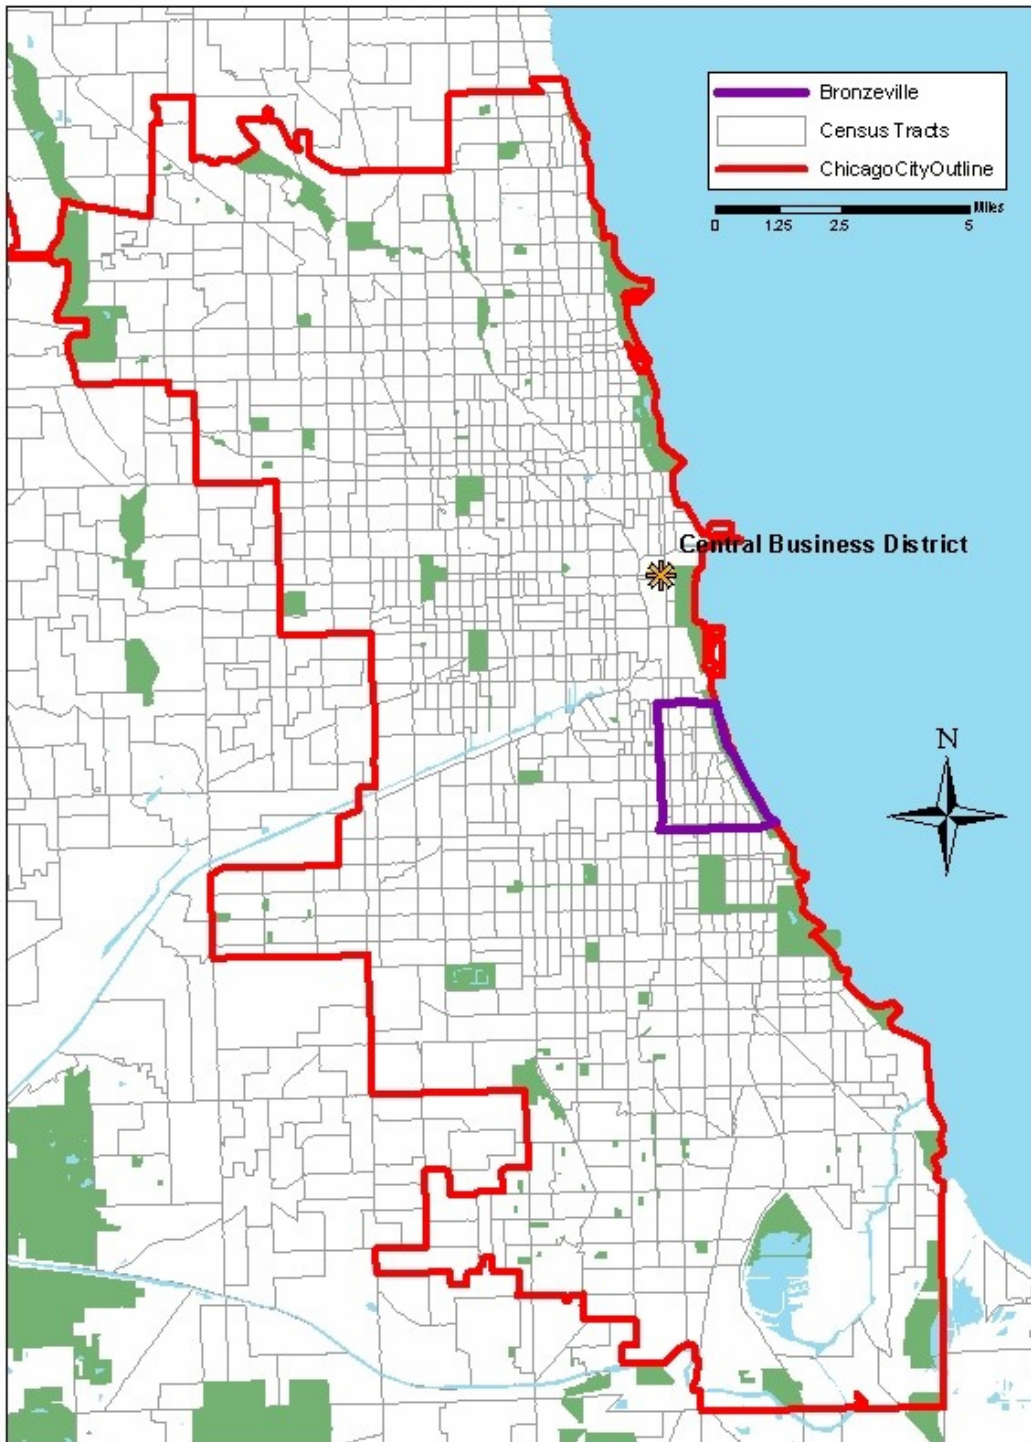 Bronzeville
Census Tracts
ChicagoCityOutline
Miles
0 1.25 2.5 5
Central Business District
N